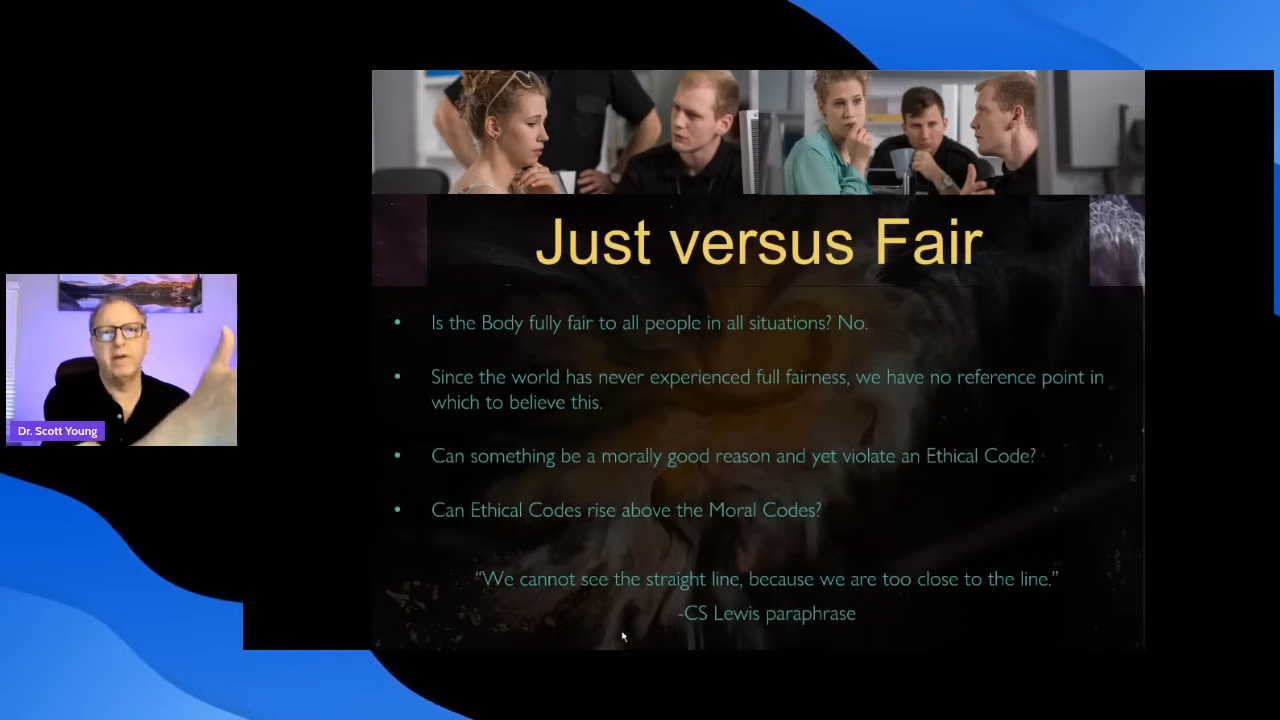 Just versus Fair
• Is the Body fully fair to all people in all situations? No.
• Since the world has never experienced full fairness, we have no reference point in
which to believe this.
• Can something be a morally good reason and yet violate an Ethical Code?
• Can Ethical Codes rise above the Moral Codes?
“We cannot see the straight line, because we are too close to the line.”
-CS Lewis paraphrase
Dr. Scott Young